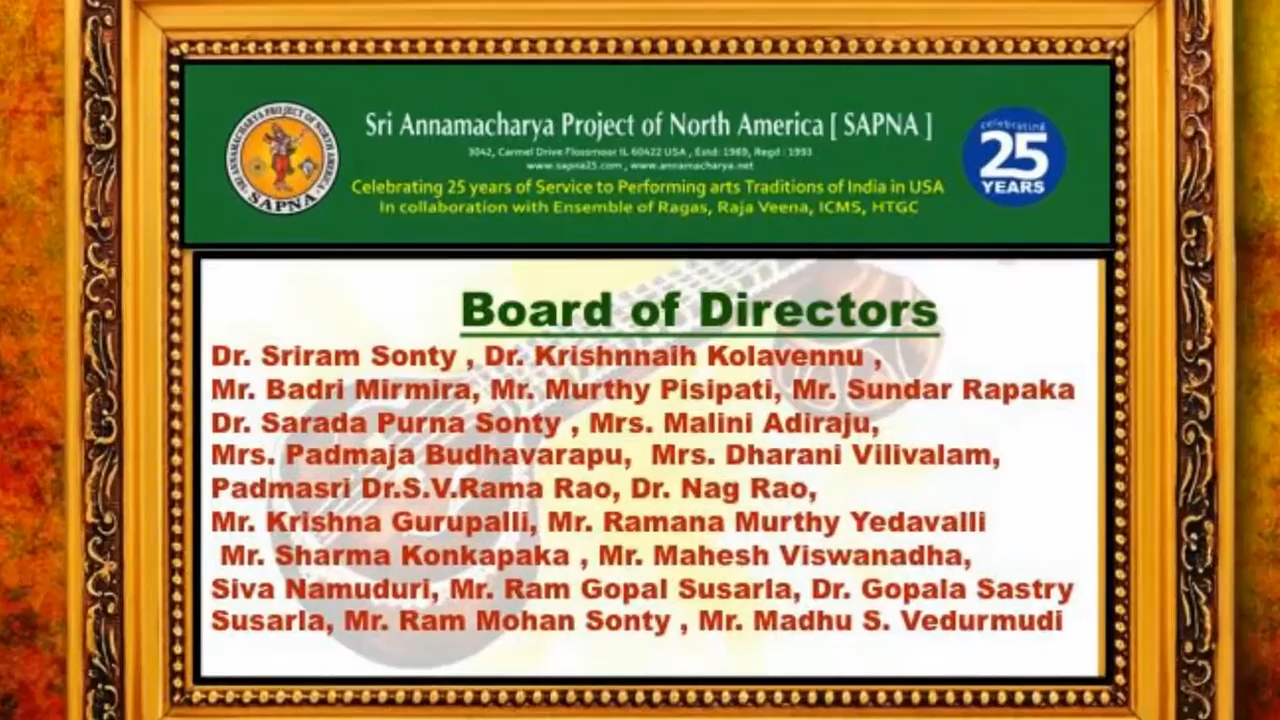 Sri Annamacharya Project of North America [ SAPNA ]
3042, Carmel Drive Flossmoor IL 60422 USA , Estd: 1989, Regd : 1993
www.sapna25.com , www.annamacharya.net
Celebrating 25 years of Service to Performing arts Traditions of India in USA
In collaboration with Ensemble of Ragas, Raja Veena, ICMS, HTGC
SRI ANNAMACHARYA PROJECT OF NORTH AMERICA
SAPNA
celebrating
25
YEARS
Board of Directors
Dr. Sriram Sonty , Dr. Krishnnaih Kolavennu ,
Mr. Badri Mirmira, Mr. Murthy Pisipati, Mr. Sundar Rapaka
Dr. Sarada Purna Sonty , Mrs. Malini Adiraju,
Mrs. Padmaja Budhavarapu, Mrs. Dharani Vilivalam,
Padmasri Dr.S.V.Rama Rao, Dr. Nag Rao,
Mr. Krishna Gurupalli, Mr. Ramana Murthy Yedavalli
Mr. Sharma Konkapaka , Mr. Mahesh Viswanadha,
Siva Namuduri, Mr. Ram Gopal Susarla, Dr. Gopala Sastry
Susarla, Mr. Ram Mohan Sonty , Mr. Madhu S. Vedurmudi